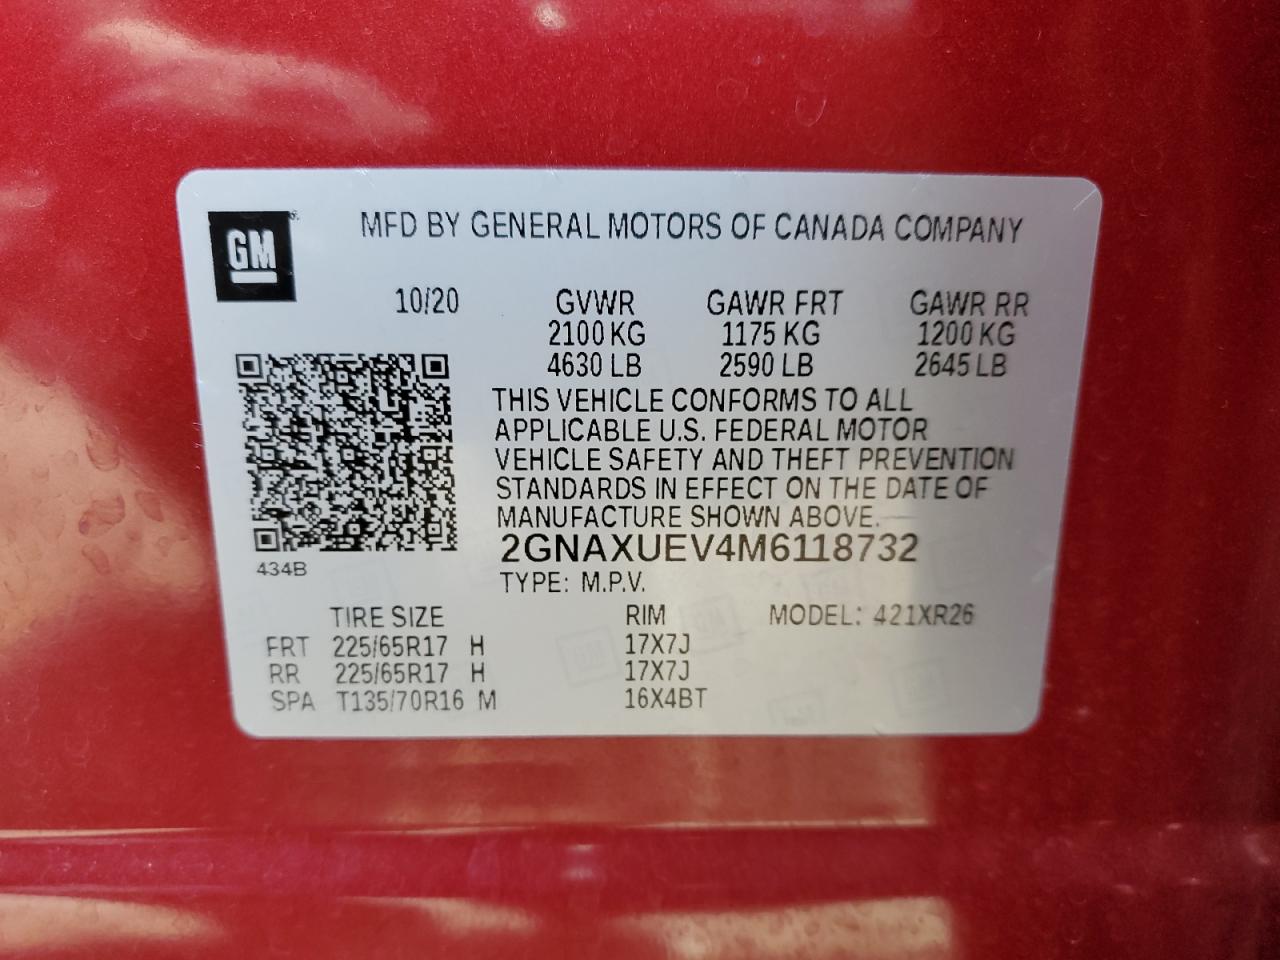 GM
MFD BY GENERAL MOTORS OF CANADA COMPANY
10/20 GVWR GAWR FRT GAWR RR
2100 KG 1175 KG 1200 KG
4630 LB 2590 LB 2645 LB
THIS VEHICLE CONFORMS TO ALL
APPLICABLE U.S. FEDERAL MOTOR
VEHICLE SAFETY AND THEFT PREVENTION
STANDARDS IN EFFECT ON THE DATE OF
MANUFACTURE SHOWN ABOVE.
2GNAXUEV4M6118732
434B
TYPE: M.P.V.
TIRE SIZE RIM MODEL: 421XR26
FRT 225/65R17 H 17X7J
RR 225/65R17 H 17X7J
SPA T135/70R16 M 16X4BT